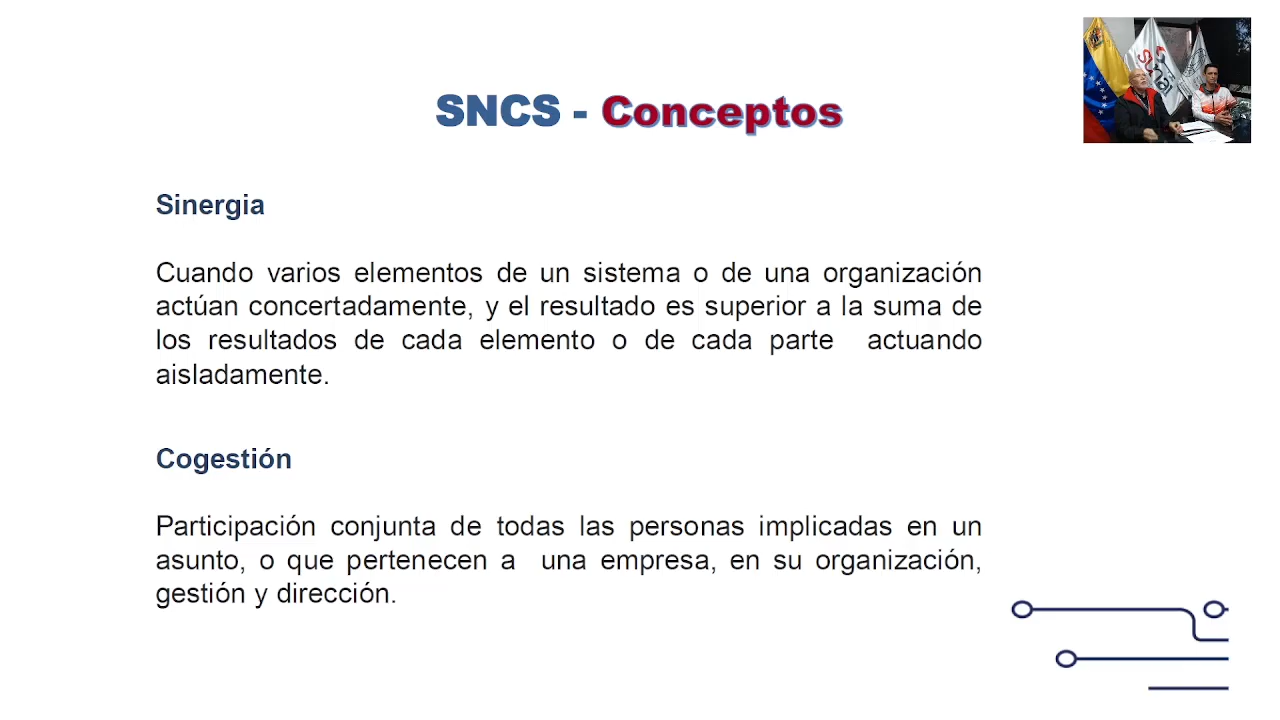 SNCS - Conceptos
Sinergia
Cuando varios elementos de un sistema o de una organización
actúan concertadamente, y el resultado es superior a la suma de
los resultados de cada elemento o de cada parte actuando
aisladamente.
Cogestión
Participación conjunta de todas las personas implicadas en un
asunto, o que pertenecen a una empresa, en su organización,
gestión y dirección.